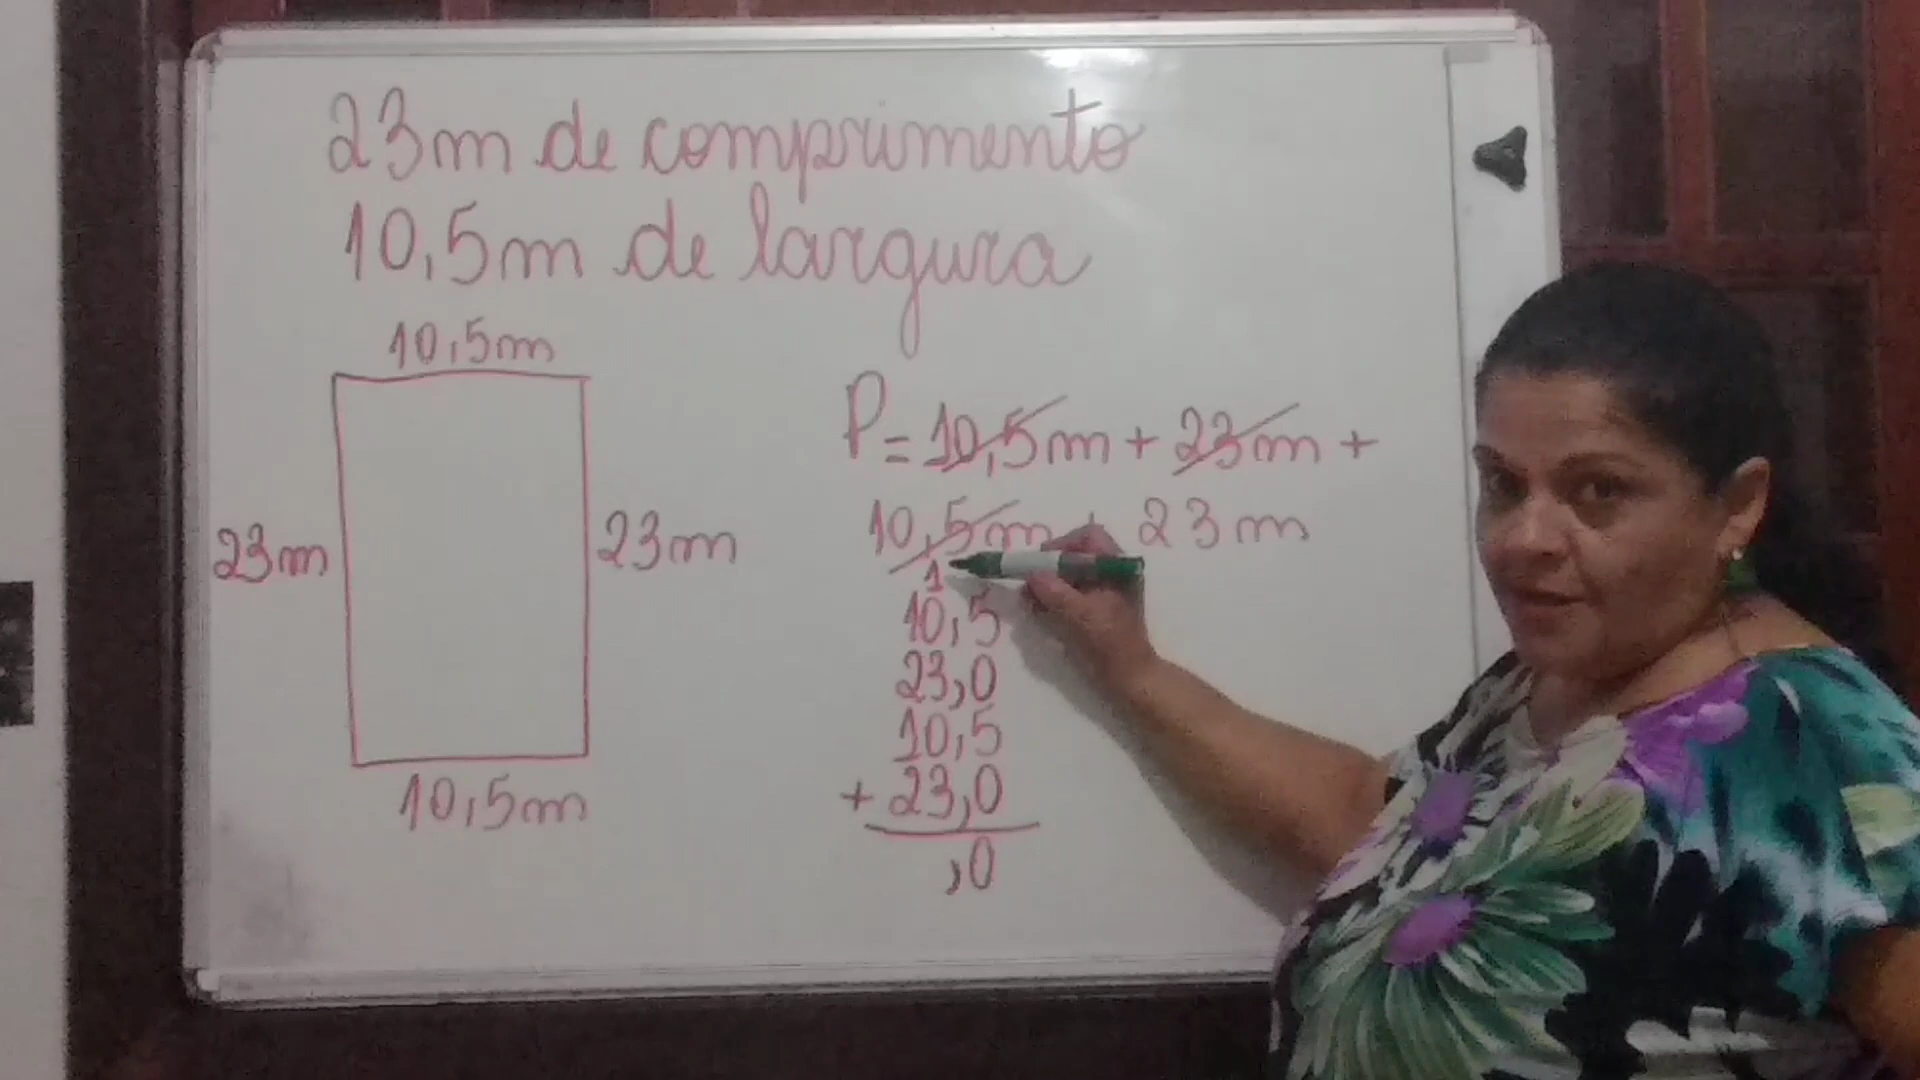 23m de comprimento
10,5m de largura
10,5m
23m
23m
10,5m
P=10,5m + 23m +
10,5m + 23m
1
10,5
23,0
10,5
+ 23,0
,0